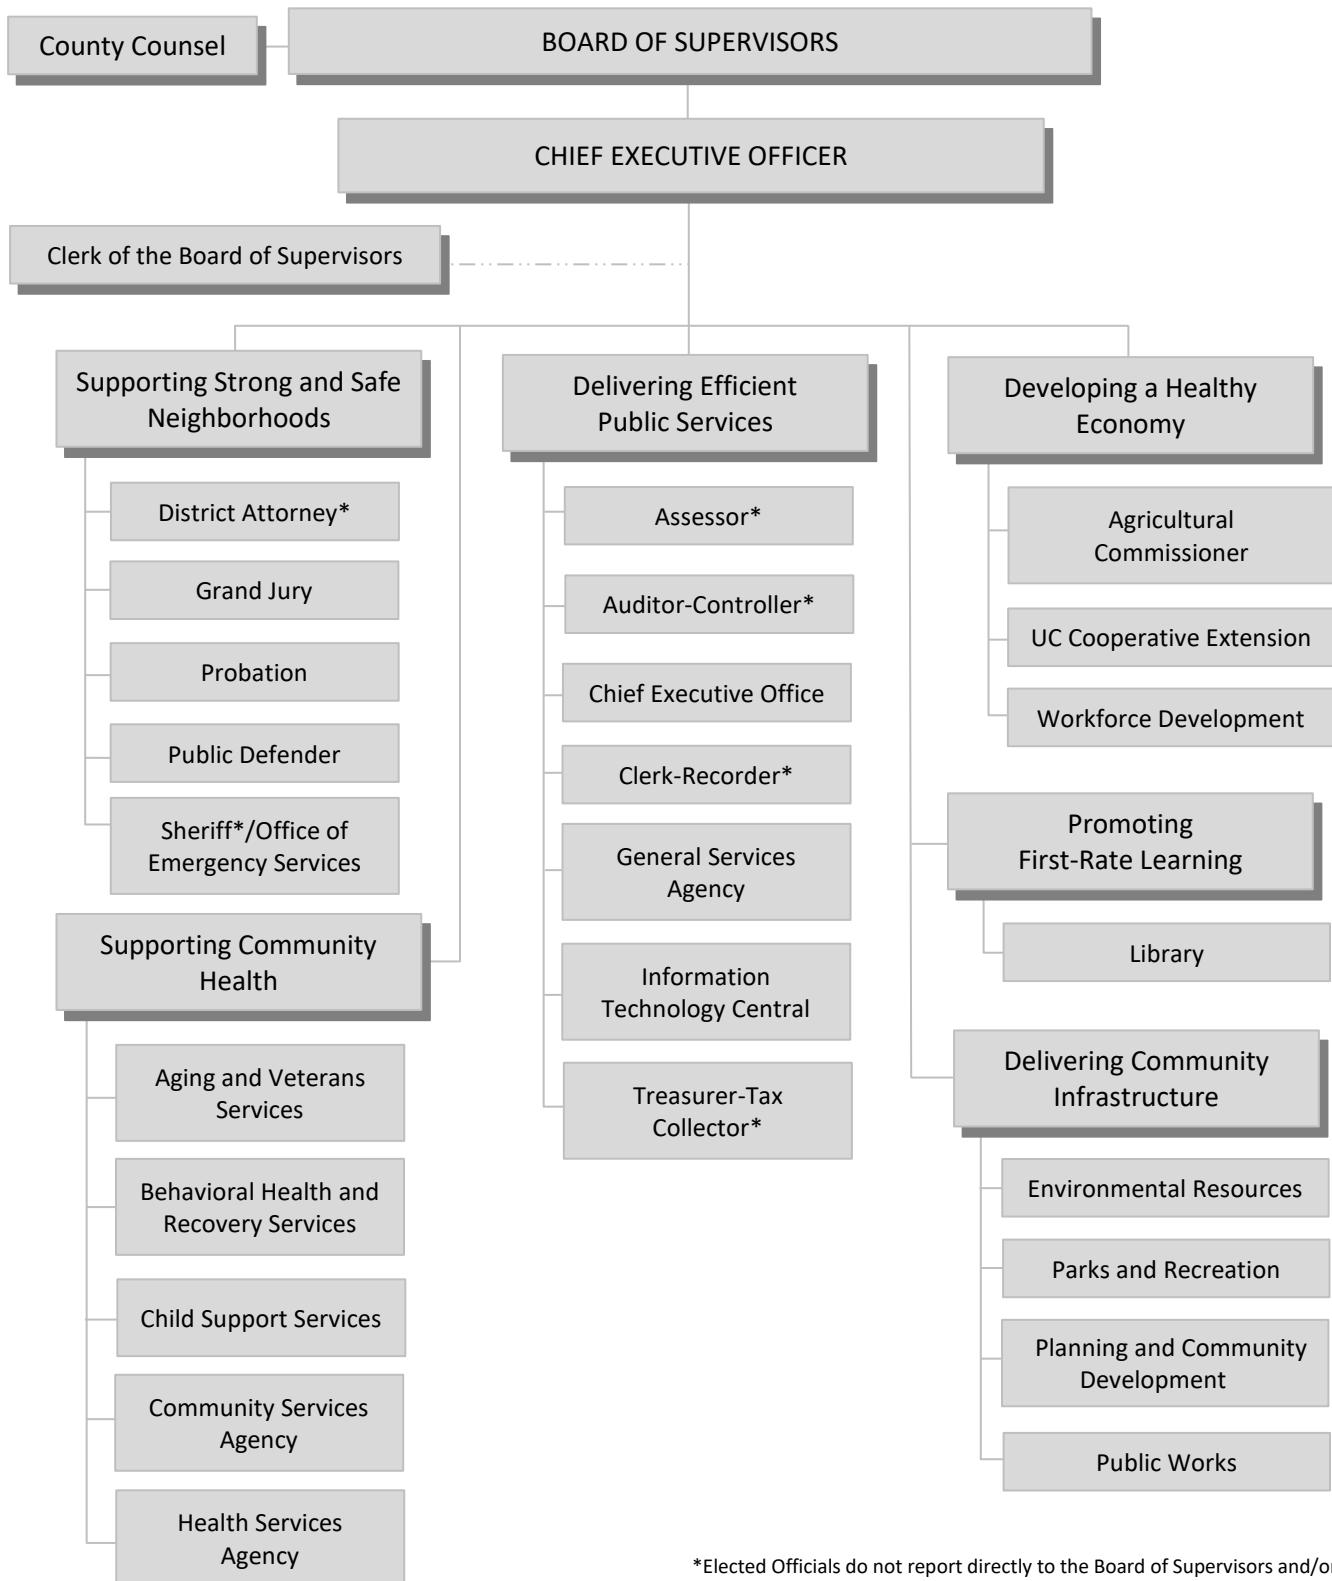 County Counsel
BOARD OF SUPERVISORS
CHIEF EXECUTIVE OFFICER
Clerk of the Board of Supervisors
Supporting Strong and Safe
Neighborhoods
District Attorney*
Grand Jury
Probation
Public Defender
Sheriff*/Office of
Emergency Services
Supporting Community
Health
Aging and Veterans
Services
Behavioral Health and
Recovery Services
Child Support Services
Community Services
Agency
Health Services
Agency
Delivering Efficient
Public Services
Assessor*
Auditor-Controller*
Chief Executive Office
Clerk-Recorder*
General Services
Agency
Information
Technology Central
Treasurer-Tax
Collector*
Developing a Healthy
Economy
Agricultural
Commissioner
UC Cooperative Extension
Workforce Development
Promoting
First-Rate Learning
Library
Delivering Community
Infrastructure
Environmental Resources
Parks and Recreation
Planning and Community
Development
Public Works
*Elected Officials do not report directly to the Board of Supervisors and/or